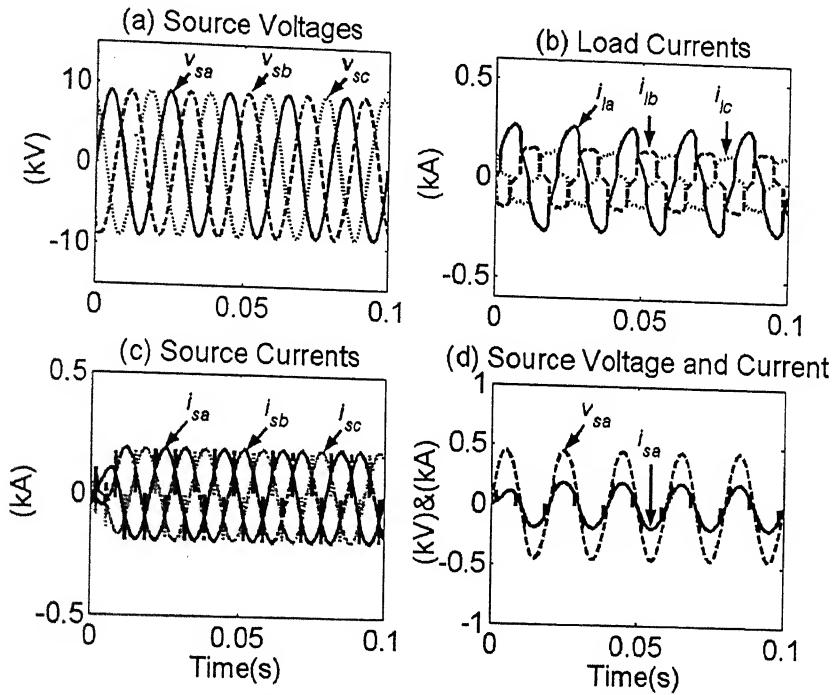 (a) Source Voltages
v_sa v_sb v_sc
10
0
-10
(kV)
0 0.05 0.1
(b) Load Currents
i_la i_lb i_lc
0.5
0
-0.5
(kA)
0 0.05 0.1
(c) Source Currents
i_sa i_sb i_sc
0.5
0
-0.5
(kA)
0 0.05 0.1
Time(s)
(d) Source Voltage and Current
v_sa i_sa
1
0.5
0
-0.5
-1
(kV)&(kA)
0 0.05 0.1
Time(s)